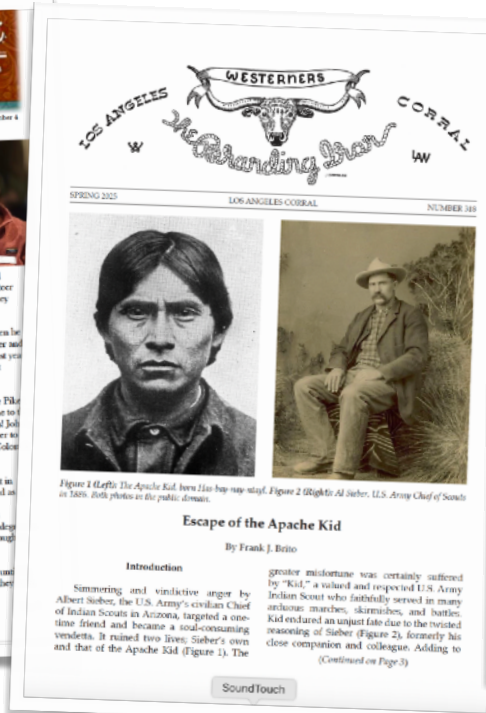 WESTERNERS
LOS ANGELES
CORRAL
The Branding Iron
SPRING 2025
LOS ANGELES CORRAL
NUMBER 318
Figure 1 (Left): The Apache Kid, born Has-bay-nay-ntayl. Figure 2 (Right): Al Sieber, U.S. Army Chief of Scouts
in 1886. Both photos in the public domain.
Escape of the Apache Kid
By Frank J. Brito
Introduction
Simmering and vindictive anger by
Albert Sieber, the U.S. Army's civilian Chief
of Indian Scouts in Arizona, targeted a one-
time friend and became a soul-consuming
vendetta. It ruined two lives; Sieber's own
and that of the Apache Kid (Figure 1). The
greater misfortune was certainly suffered
by "Kid," a valued and respected U.S. Army
Indian Scout who faithfully served in many
arduous marches, skirmishes, and battles.
Kid endured an unjust fate due to the twisted
reasoning of Sieber (Figure 2), formerly his
close companion and colleague. Adding to
(Continued on Page 3)
SoundTouch